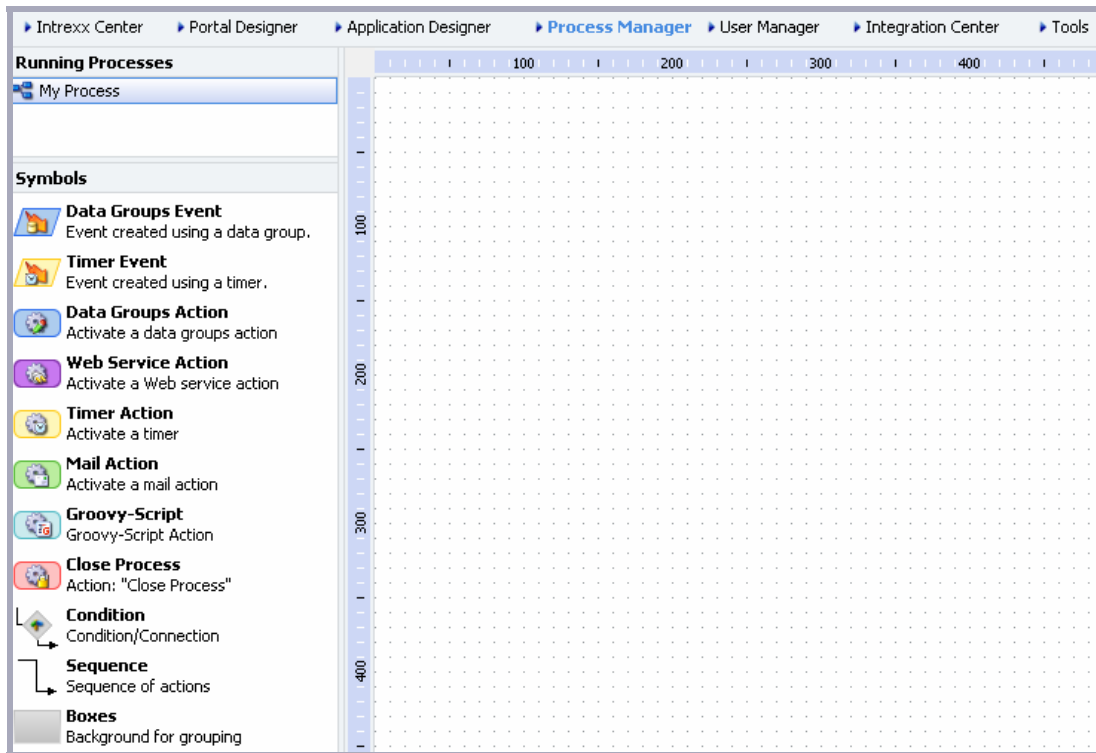 Intrexx Center Portal Designer Application Designer Process Manager User Manager Integration Center Tools
Running Processes
My Process
100 200 300 400
Symbols
Data Groups Event
Event created using a data group.
Timer Event
Event created using a timer.
Data Groups Action
Activate a data groups action
Web Service Action
Activate a Web service action
Timer Action
Activate a timer
Mail Action
Activate a mail action
Groovy-Script
Groovy-Script Action
Close Process
Action: "Close Process"
Condition
Condition/Connection
Sequence
Sequence of actions
Boxes
Background for grouping
100
200
300
400